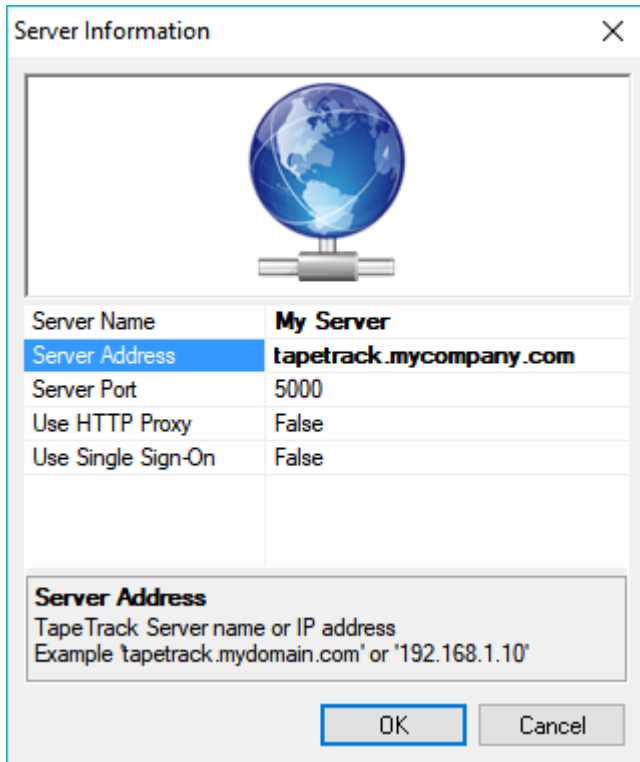 Server Information
Server Name My Server
Server Address tapetrack.mycompany.com
Server Port 5000
Use HTTP Proxy False
Use Single Sign-On False
Server Address
TapeTrack Server name or IP address
Example 'tapetrack.mydomain.com' or '192.168.1.10'
OK Cancel